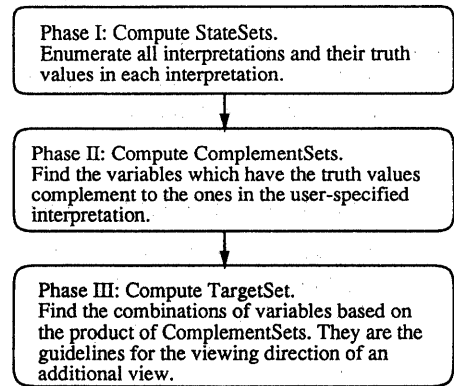 Phase I: Compute StateSets.
Enumerate all interpretations and their truth
values in each interpretation.
Phase II: Compute ComplementSets.
Find the variables which have the truth values
complement to the ones in the user-specified
interpretation.
Phase III: Compute TargetSet.
Find the combinations of variables based on
the product of ComplementSets. They are the
guidelines for the viewing direction of an
additional view.